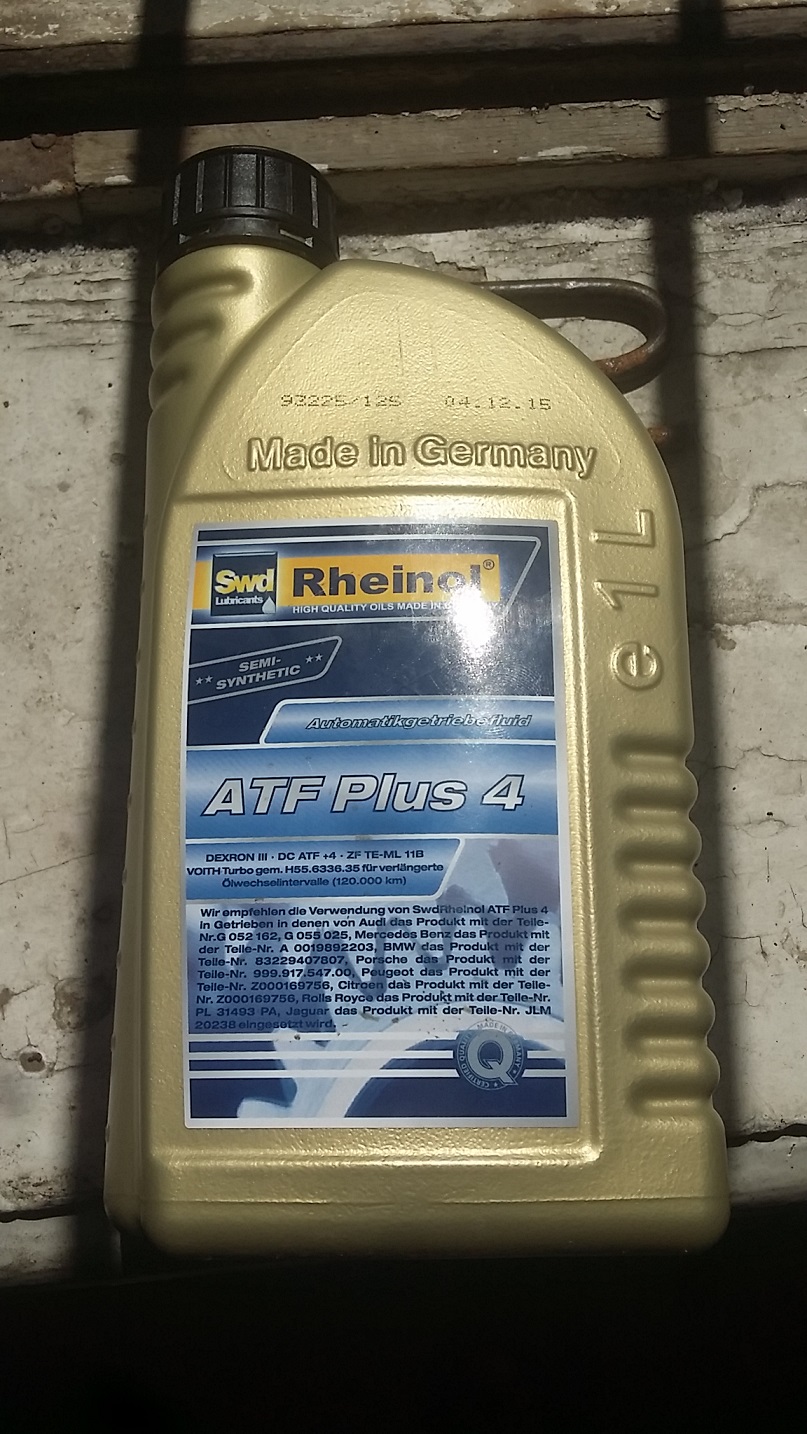 93225/125 04.12.15
Made in Germany
e 1 L
Swd
Lubricants
Rheinol®
HIGH QUALITY OILS MADE IN
SEMI-
SYNTHETIC
Automatikgetriebefluid
ATF Plus 4
DEXRON III · DC ATF +4 · ZF TE-ML 11B
VOITH Turbo gem. H55.6336.35 für verlängerte
Ölwechselintervalle (120.000 km)
Wir empfehlen die Verwendung von SwdRheinol ATF Plus 4
in Getrieben in denen von Audi das Produkt mit der Teile-
Nr.G 052 162, G 055 025, Mercedes Benz das Produkt mit
der Teile-Nr. A 0019892203, BMW das Produkt mit der
Teile-Nr. 83229407807, Porsche das Produkt mit der
Teile-Nr. 999.917.547.00, Peugeot das Produkt mit der
Teile-Nr. Z000169756, Citroen das Produkt mit der Teile-
Nr. Z000169756, Rolls Royce das Produkt mit der Teile-Nr.
PL 31493 PA, Jaguar das Produkt mit der Teile-Nr. JLM
20238 eingesetzt wird.
MADE IN
CERTIFIED QUALITY
Q